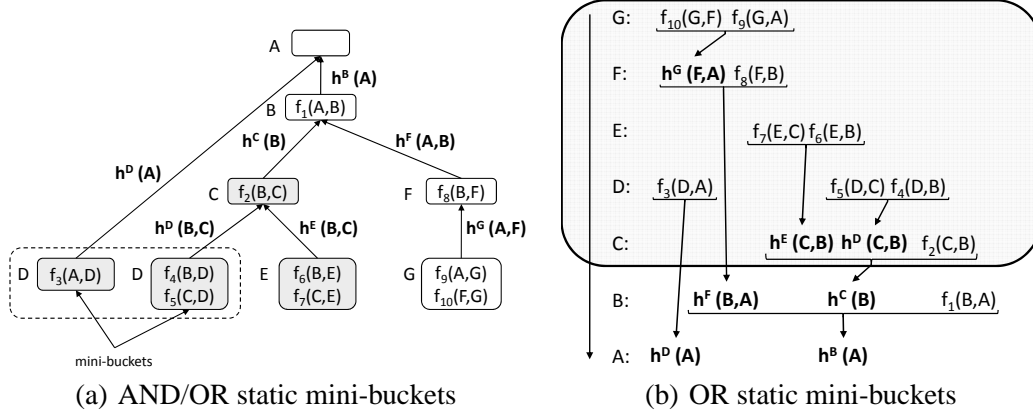 A
h^B (A)
B
f₁(A,B)
h^C (B)
h^F (A,B)
h^D (A)
C
f₂(B,C)
F
f₈(B,F)
h^D (B,C)
h^E (B,C)
h^G (A,F)
D
f₃(A,D)
D
f₄(B,D)
f₅(C,D)
E
f₆(B,E)
f₇(C,E)
G
f₉(A,G)
f₁₀(F,G)
mini-buckets
(a) AND/OR static mini-buckets
G: f₁₀(G,F) f₉(G,A)
F: h^G (F,A) f₈(F,B)
E: f₇(E,C) f₆(E,B)
D: f₃(D,A) f₅(D,C) f₄(D,B)
C: h^E (C,B) h^D (C,B) f₂(C,B)
B: h^F (B,A) h^C (B) f₁(B,A)
A: h^D (A) h^B (A)
(b) OR static mini-buckets